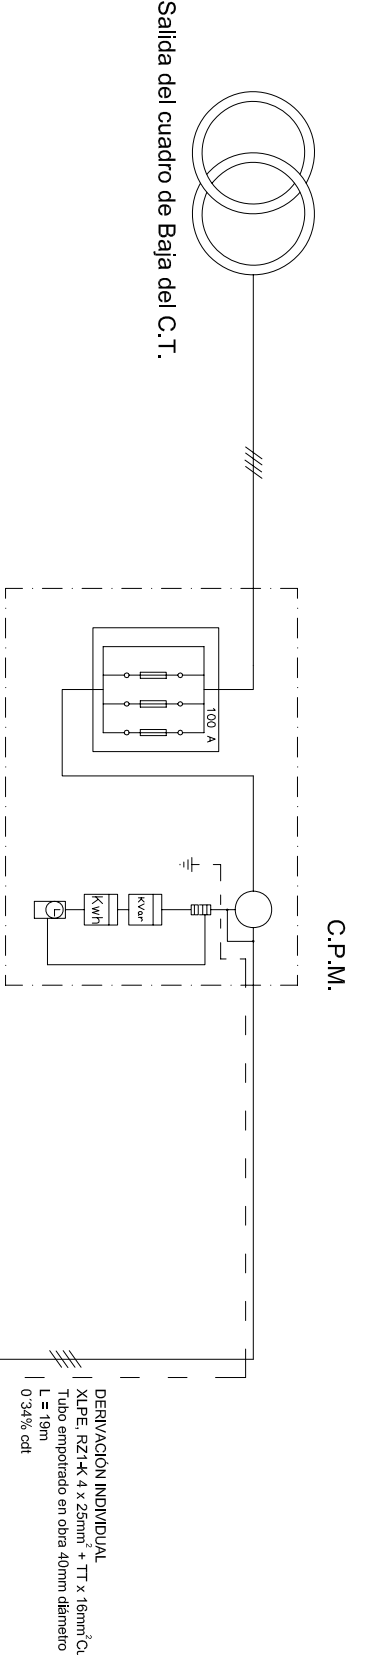 Salida del cuadro de Baja del C.T.
C.P.M.
100 A
KVar
Kwh
L
DERIVACIÓN INDIVIDUAL
XLPE, RZ1-K 4 x 25mm² + TT x 16mm²Cu
Tubo empotrado en obra 40mm diámetro
L = 19m
0'34% cdt